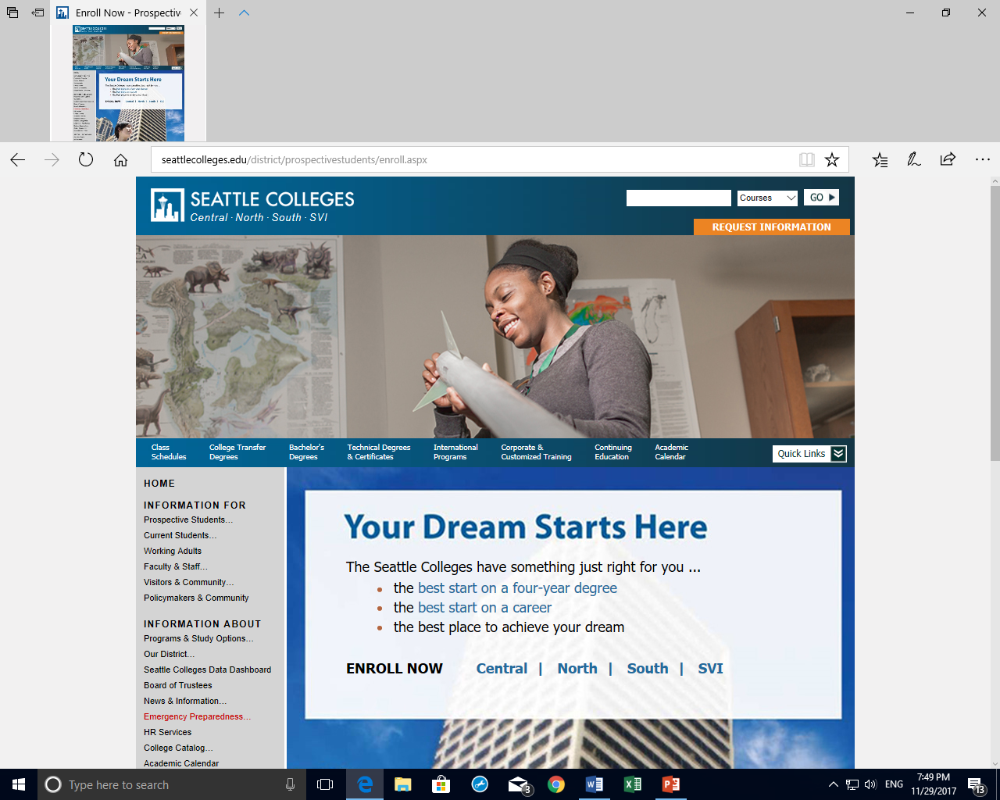 Enroll Now - Prospectiv
seattlecolleges.edu/district/prospectivestudents/enroll.aspx
SEATTLE COLLEGES
Central · North · South · SVI
Courses
GO
REQUEST INFORMATION
Class Schedules
College Transfer Degrees
Bachelor's Degrees
Technical Degrees & Certificates
International Programs
Corporate & Customized Training
Continuing Education
Academic Calendar
Quick Links
HOME
INFORMATION FOR
Prospective Students...
Current Students...
Working Adults
Faculty & Staff...
Visitors & Community...
Policymakers & Community
INFORMATION ABOUT
Programs & Study Options...
Our District...
Seattle Colleges Data Dashboard
Board of Trustees
News & Information...
Emergency Preparedness...
HR Services
College Catalog...
Academic Calendar
Your Dream Starts Here
The Seattle Colleges have something just right for you ...
• the best start on a four-year degree
• the best start on a career
• the best place to achieve your dream
ENROLL NOW Central | North | South | SVI
Type here to search
3
ENG
7:49 PM
11/29/2017
13